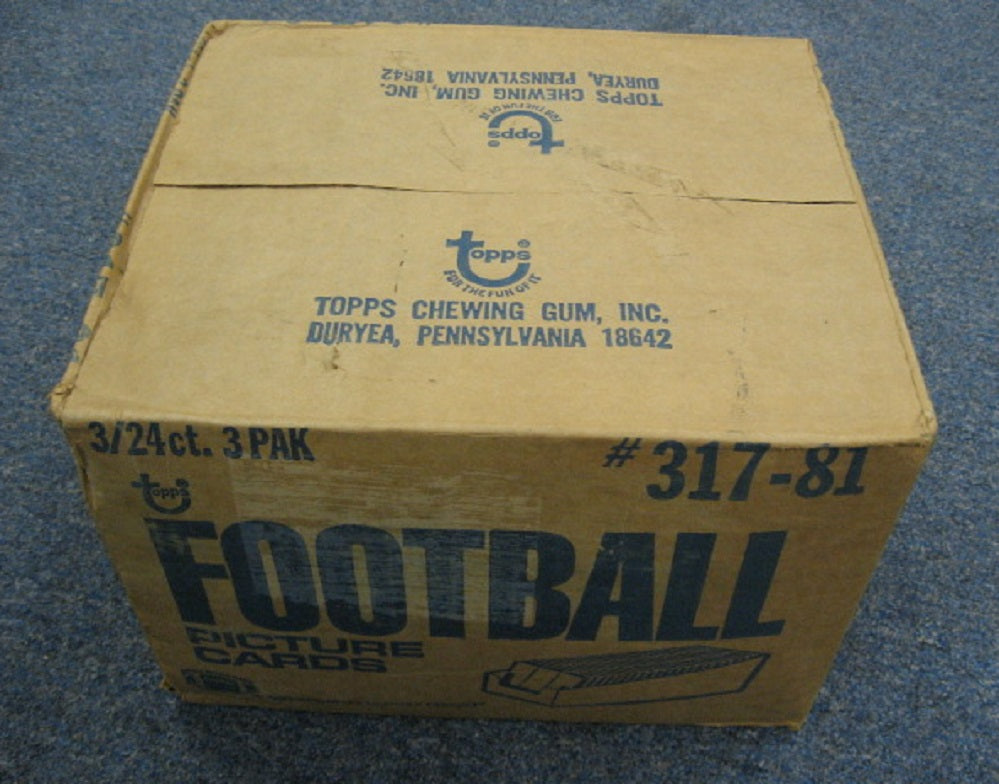 TOPPS CHEWING GUM, INC.
DURYEA, PENNSYLVANIA 18642
Topps®
FOR THE FUN OF IT
Topps®
FOR THE FUN OF IT
TOPPS CHEWING GUM, INC.
DURYEA, PENNSYLVANIA 18642
3/24ct. 3 PAK
# 317-81
Topps
FOOTBALL
PICTURE
CARDS